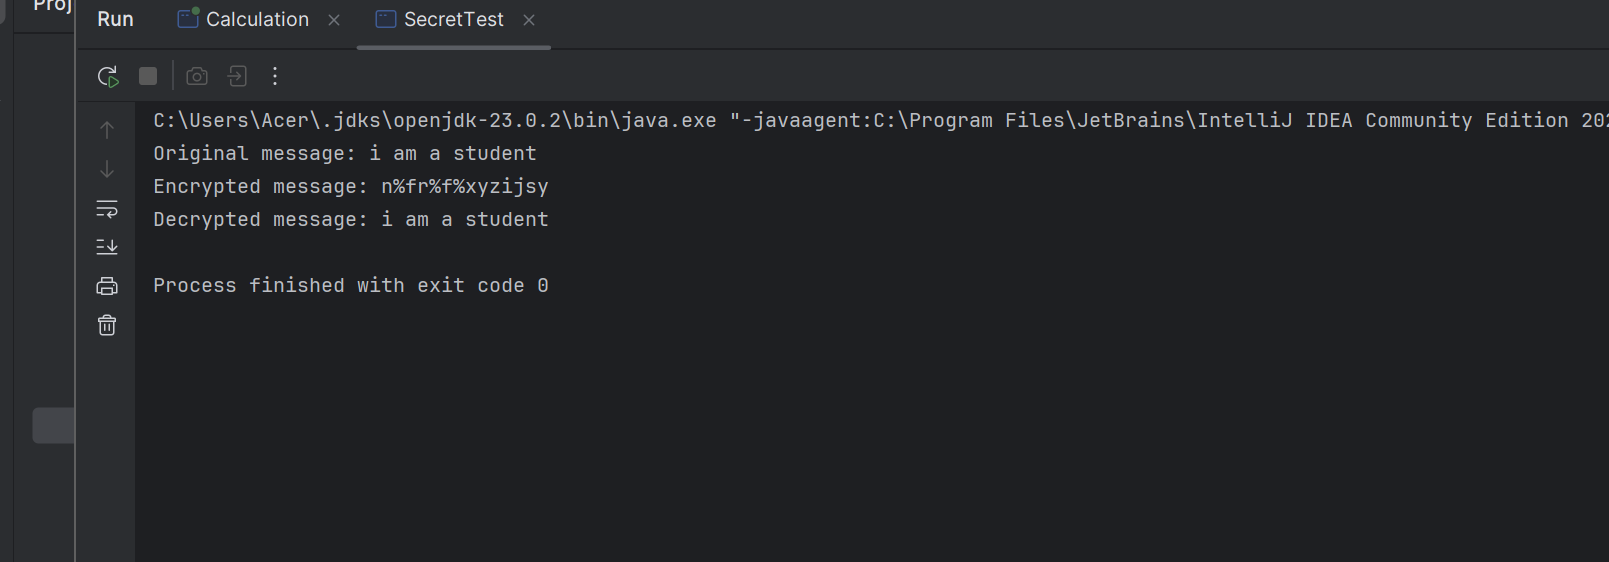 Proj
Run Calculation SecretTest
C:\Users\Acer\.jdks\openjdk-23.0.2\bin\java.exe "-javaagent:C:\Program Files\JetBrains\IntelliJ IDEA Community Edition 202
Original message: i am a student
Encrypted message: n%fr%f%xyzijsy
Decrypted message: i am a student
Process finished with exit code 0